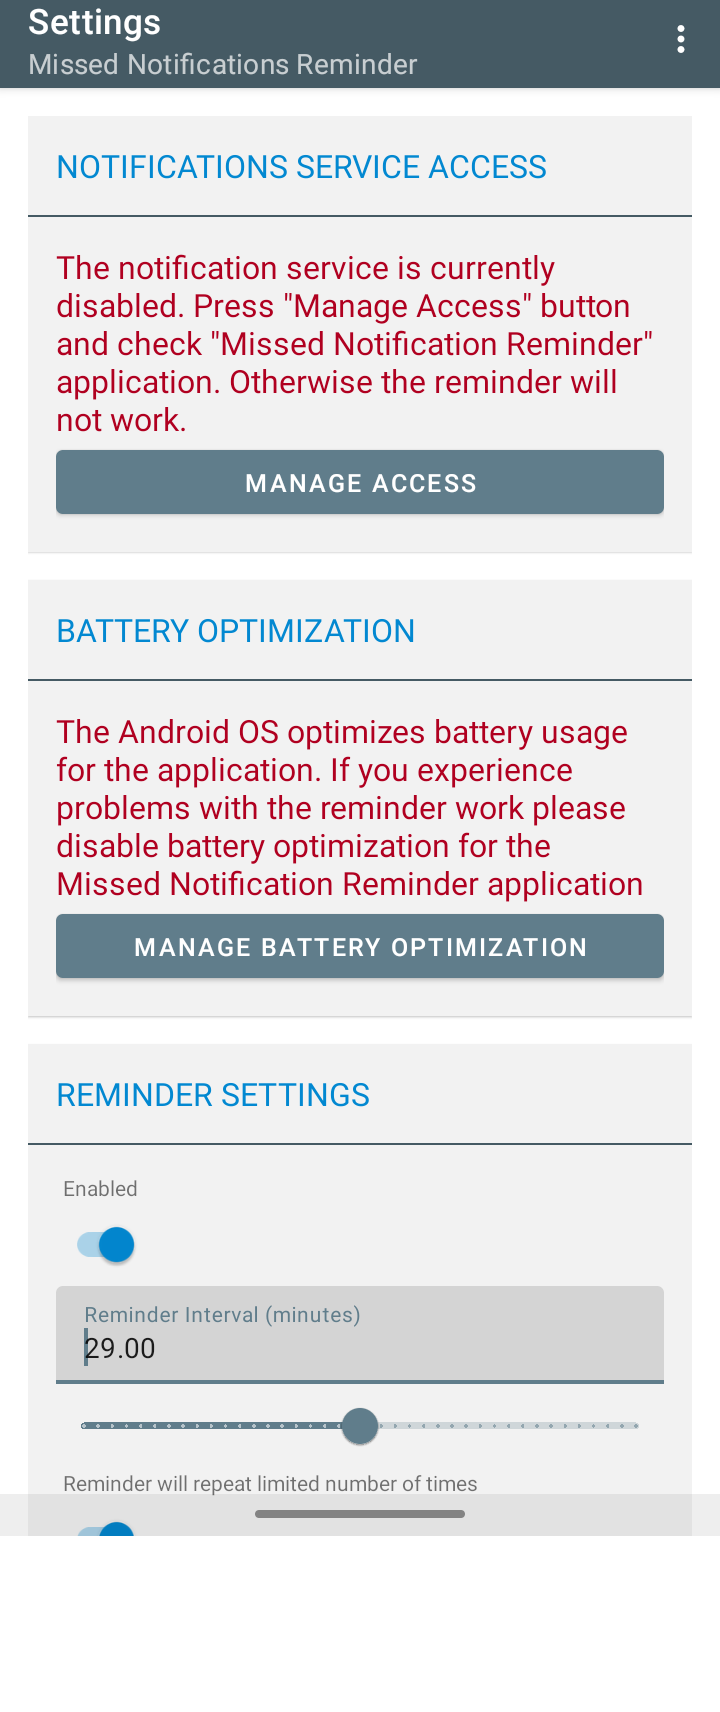 Settings
Missed Notifications Reminder
NOTIFICATIONS SERVICE ACCESS
The notification service is currently
disabled. Press "Manage Access" button
and check "Missed Notification Reminder"
application. Otherwise the reminder will
not work.
MANAGE ACCESS
BATTERY OPTIMIZATION
The Android OS optimizes battery usage
for the application. If you experience
problems with the reminder work please
disable battery optimization for the
Missed Notification Reminder application
MANAGE BATTERY OPTIMIZATION
REMINDER SETTINGS
Enabled
Reminder Interval (minutes)
29.00
Reminder will repeat limited number of times